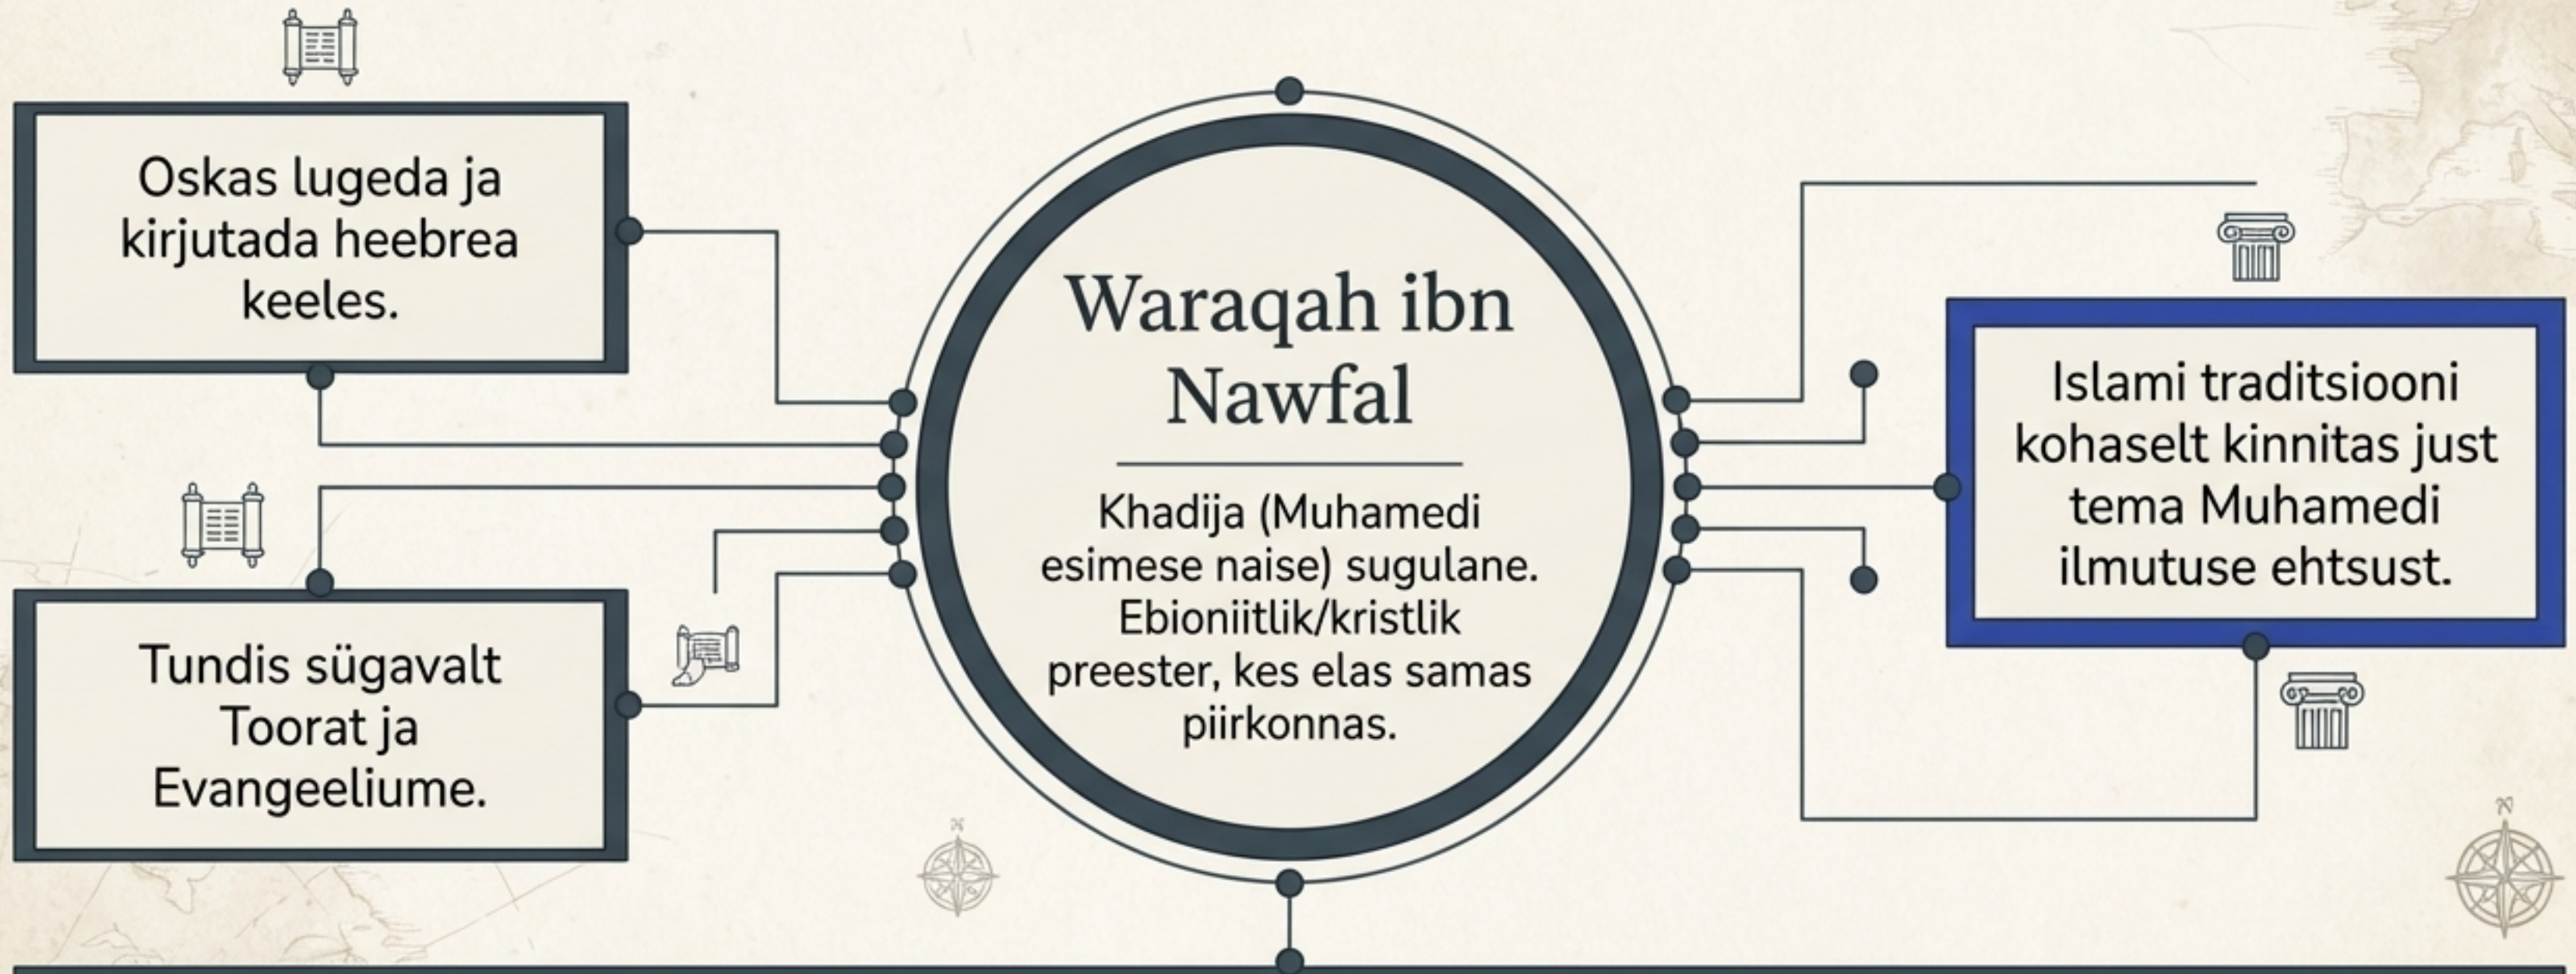 Oskas lugeda ja
kirjutada heebrea
keeles.
Tundis sügavalt
Toorat ja
Evangeeliume.
Waraqah ibn
Nawfal
Khadija (Muhamedi
esimese naise) sugulane.
Ebioniitlik/kristlik
preester, kes elas samas
piirkonnas.
Islami traditsiooni
kohaselt kinnitas just
tema Muhamedi
ilmutuse ehtsust.
N
N